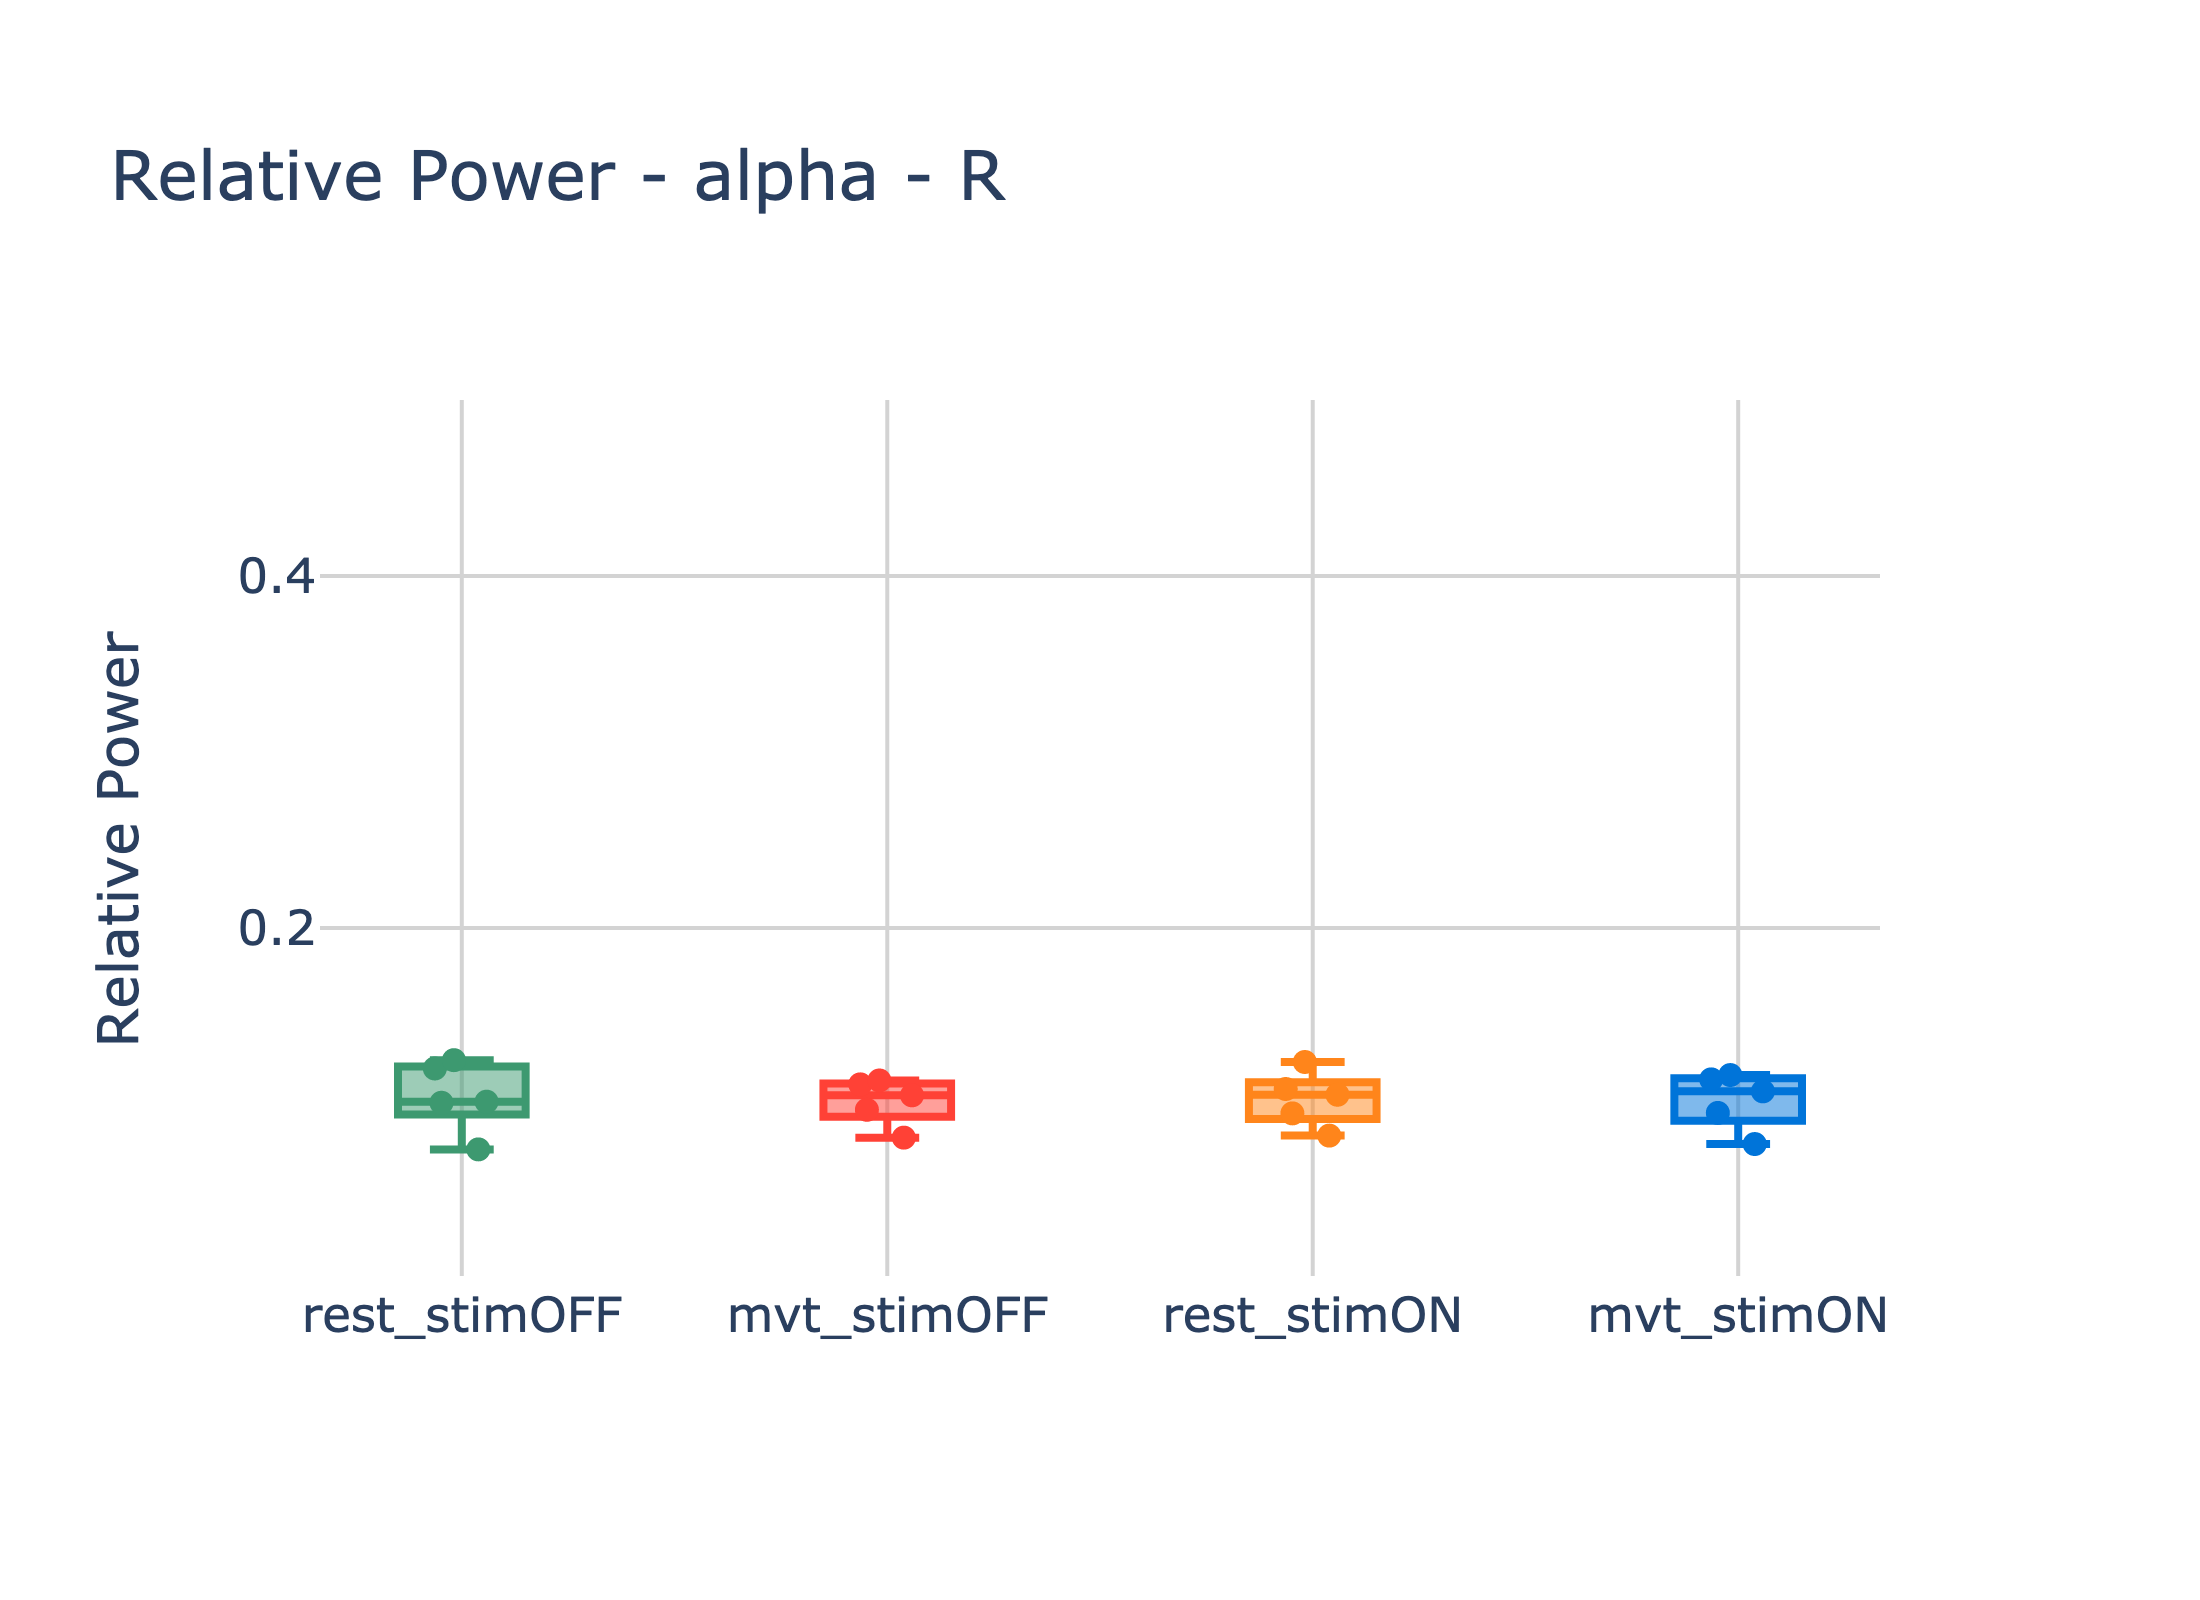 Relative Power - alpha - R
Relative Power
0.4
0.2
rest_stimOFF
mvt_stimOFF
rest_stimON
mvt_stimON